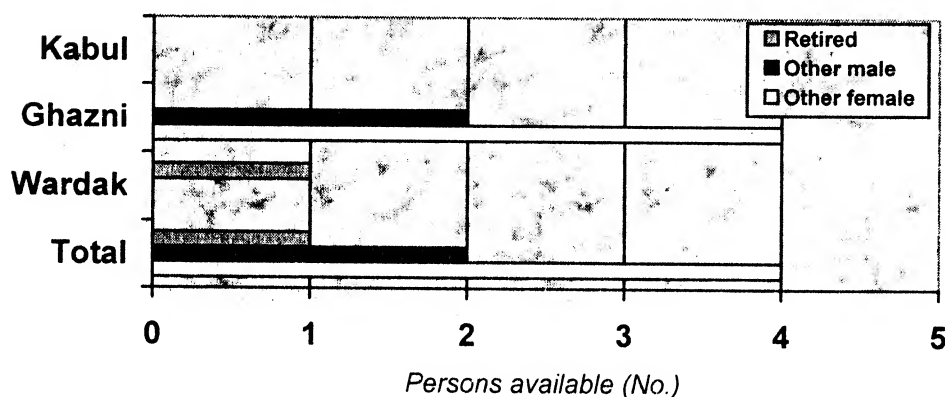 Kabul
Ghazni
Wardak
Total
Retired
Other male
Other female
0 1 2 3 4 5
Persons available (No.)